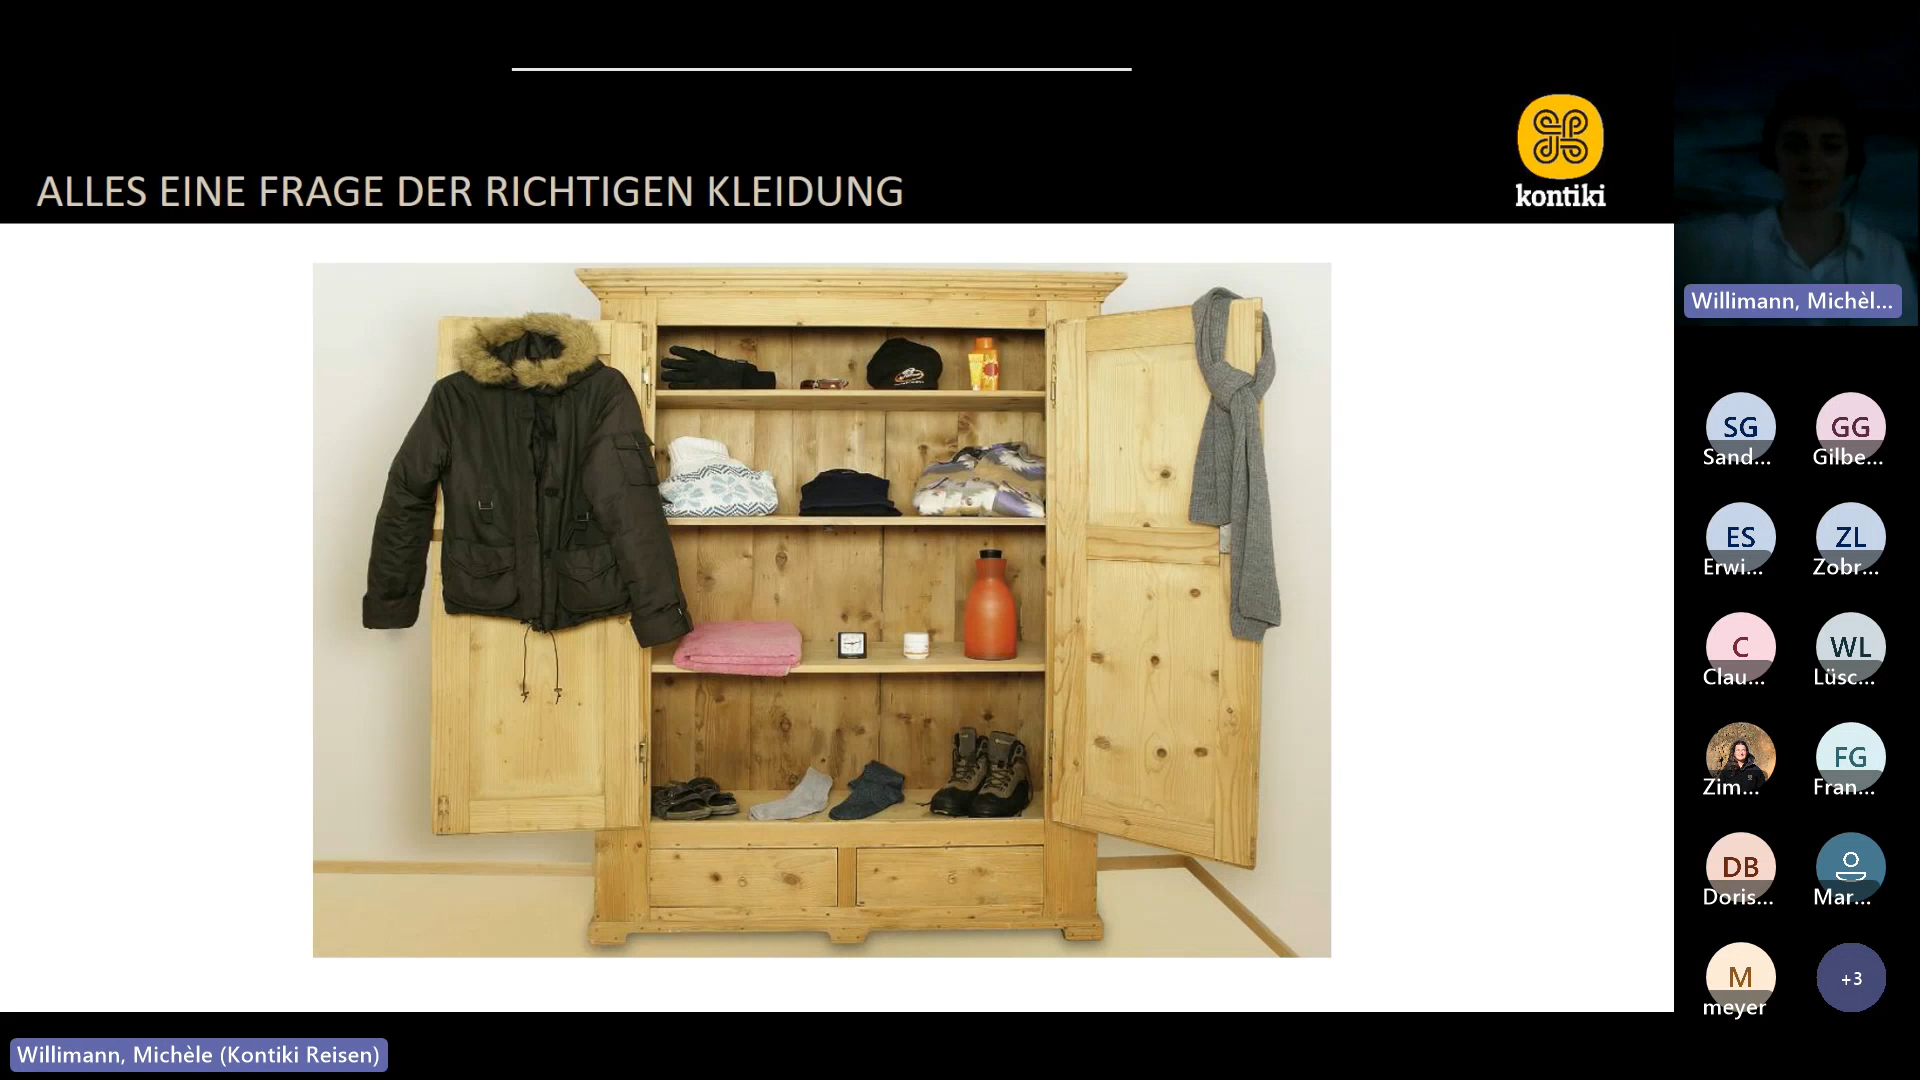 ALLES EINE FRAGE DER RICHTIGEN KLEIDUNG
kontiki
Willimann, Michèl...
SG
Sand...
GG
Gilbe...
ES
Erwi...
ZL
Zobr...
C
Clau...
WL
Lüsc...
Zim...
FG
Fran...
DB
Doris...
Mar...
M
meyer
+3
Willimann, Michèle (Kontiki Reisen)